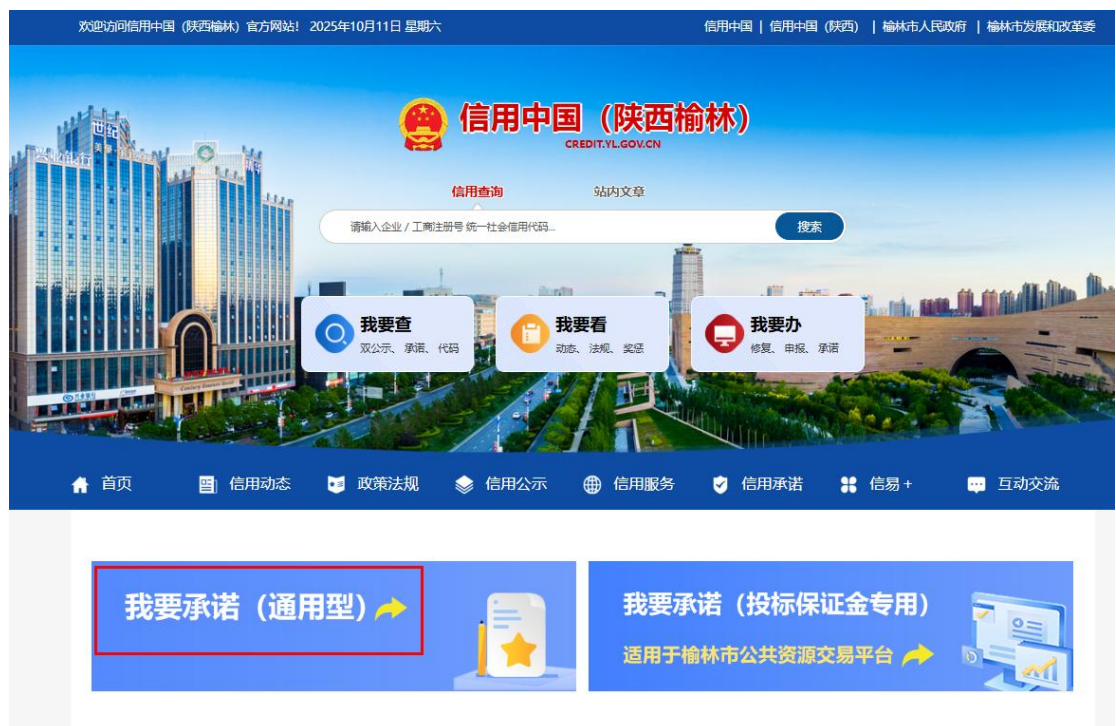 欢迎访问信用中国（陕西榆林）官方网站！ 2025年10月11日 星期六
信用中国 | 信用中国（陕西） | 榆林市人民政府 | 榆林市发展和改革委
信用中国（陕西榆林）
CREDIT.YL.GOV.CN
世纪
信用查询 站内文章
请输入企业 / 工商注册号 统一社会信用代码...
搜索
我要查
双公示、承诺、代码
我要看
动态、法规、奖惩
我要办
修复、申报、承诺
首页 信用动态 政策法规 信用公示 信用服务 信用承诺 信易+ 互动交流
我要承诺（通用型）
我要承诺（投标保证金专用）
适用于榆林市公共资源交易平台